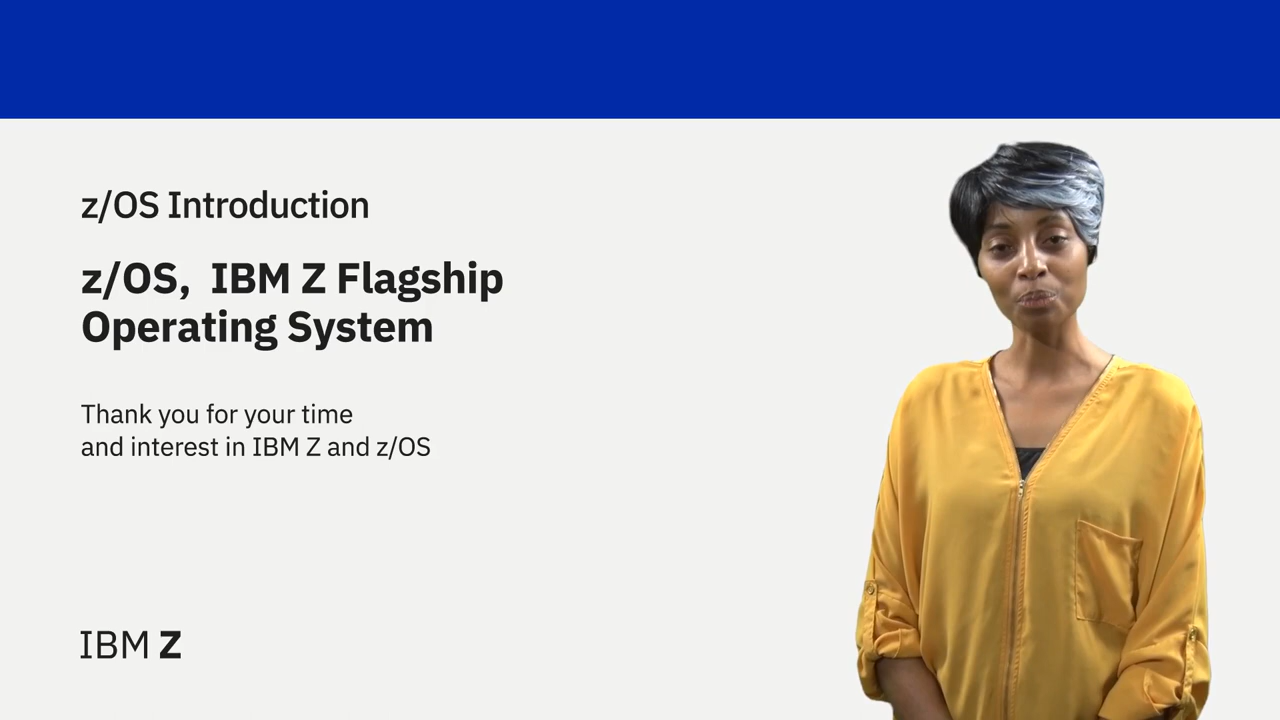 z/OS Introduction
z/OS,  IBM Z Flagship
Operating System
Thank you for your time
and interest in IBM Z and z/OS
IBM Z